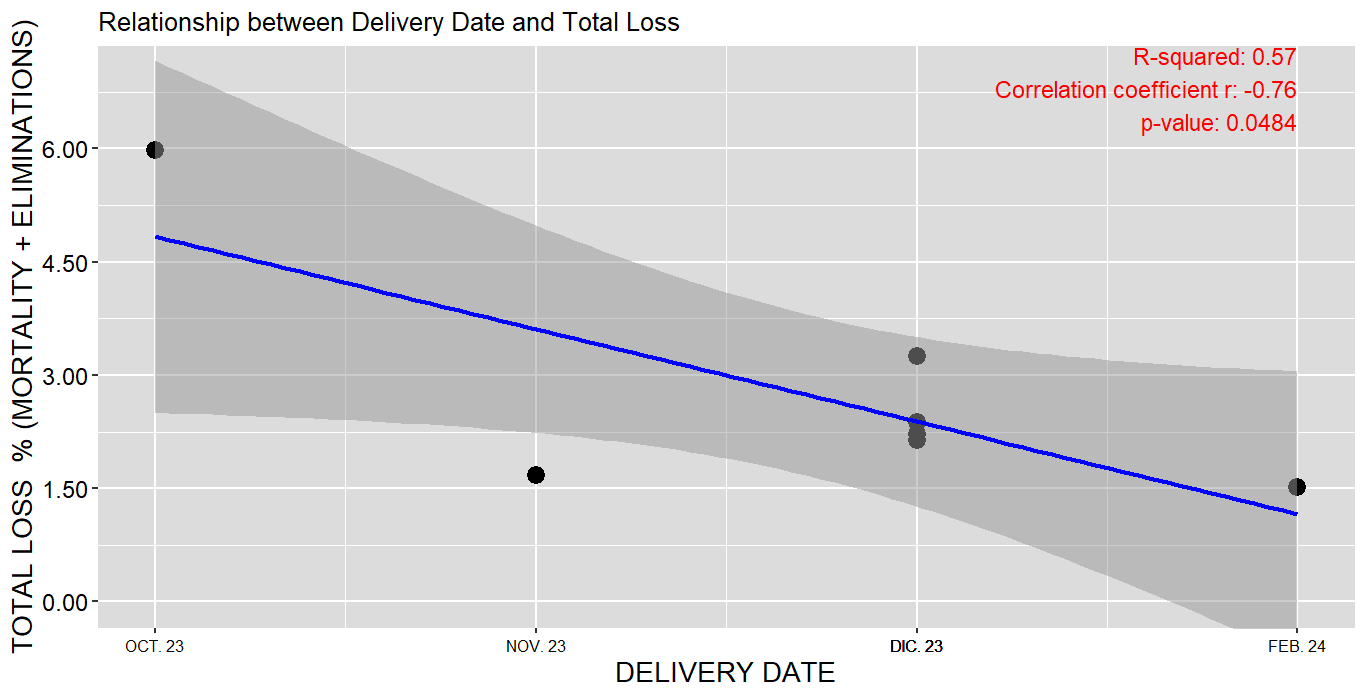 Relationship between Delivery Date and Total Loss
R-squared: 0.57
Correlation coefficient r: -0.76
p-value: 0.0484
TOTAL LOSS % (MORTALITY + ELIMINATIONS)
6.00
4.50
3.00
1.50
0.00
OCT. 23 NOV. 23 DIC. 23 FEB. 24
DELIVERY DATE